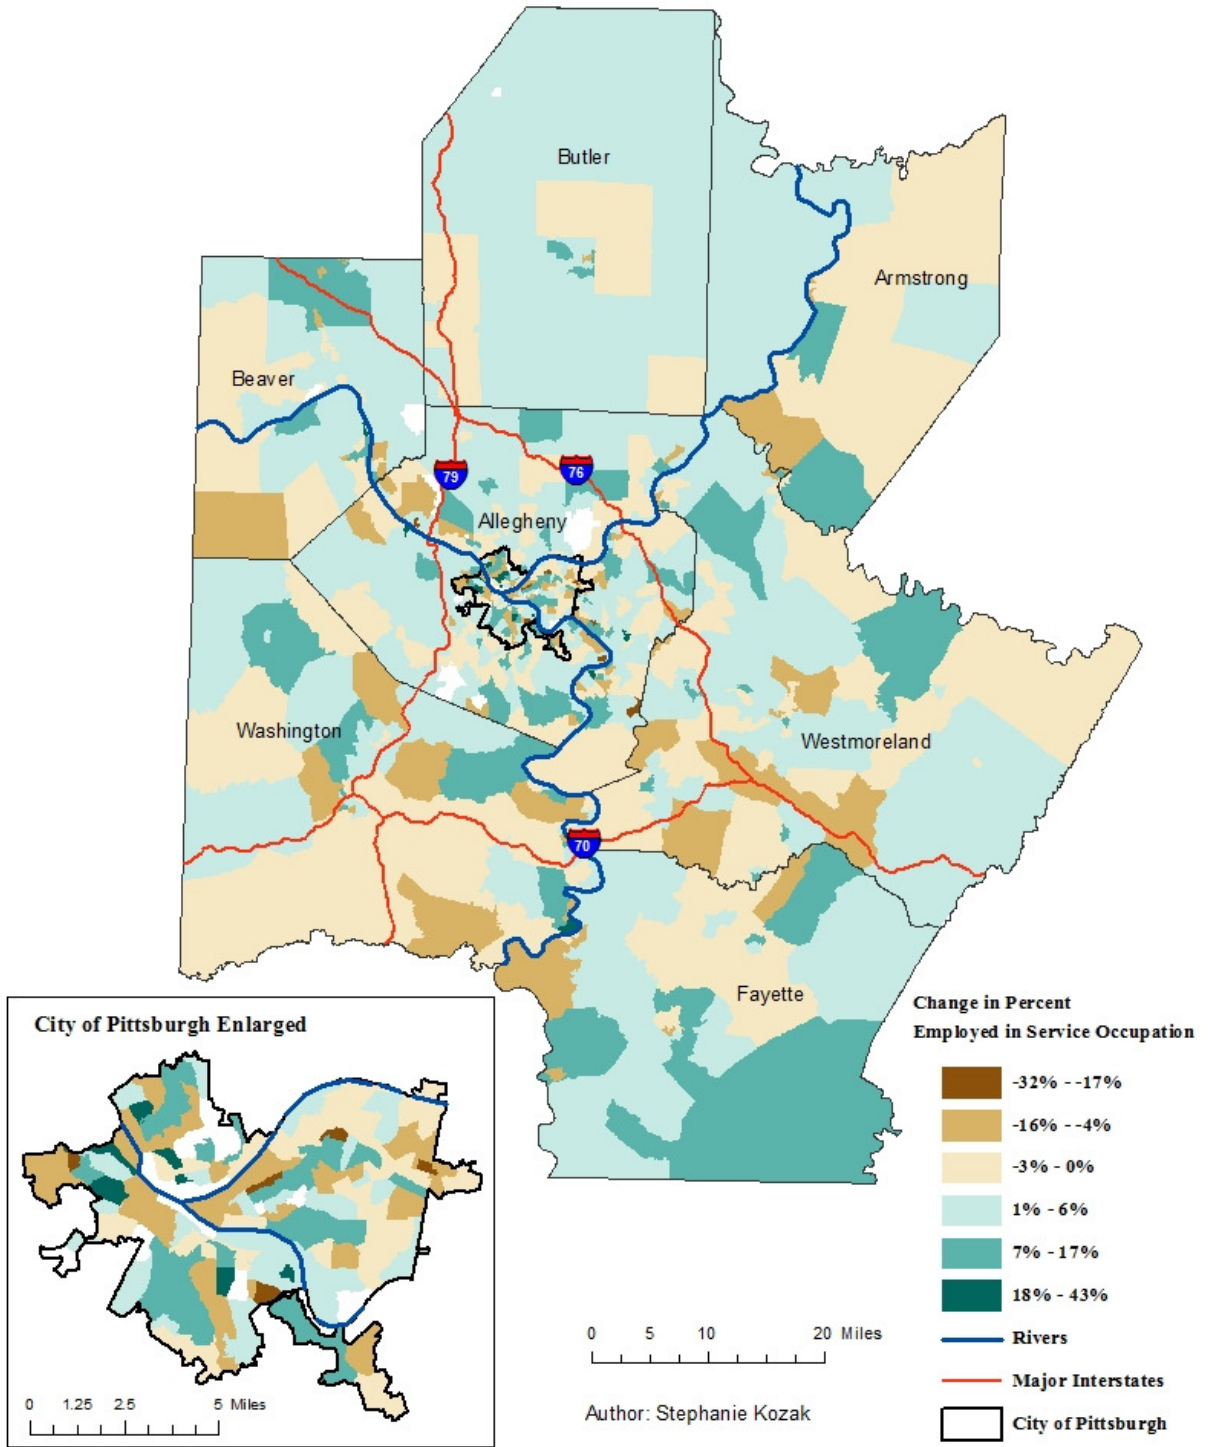 Butler
Armstrong
Beaver
79
76
Allegheny
Washington
Westmoreland
70
Fayette
City of Pittsburgh Enlarged
0 1.25 2.5 5 Miles
Change in Percent
Employed in Service Occupation
-32% - -17%
-16% - -4%
-3% - 0%
1% - 6%
7% - 17%
18% - 43%
Rivers
Major Interstates
City of Pittsburgh
0 5 10 20 Miles
Author: Stephanie Kozak